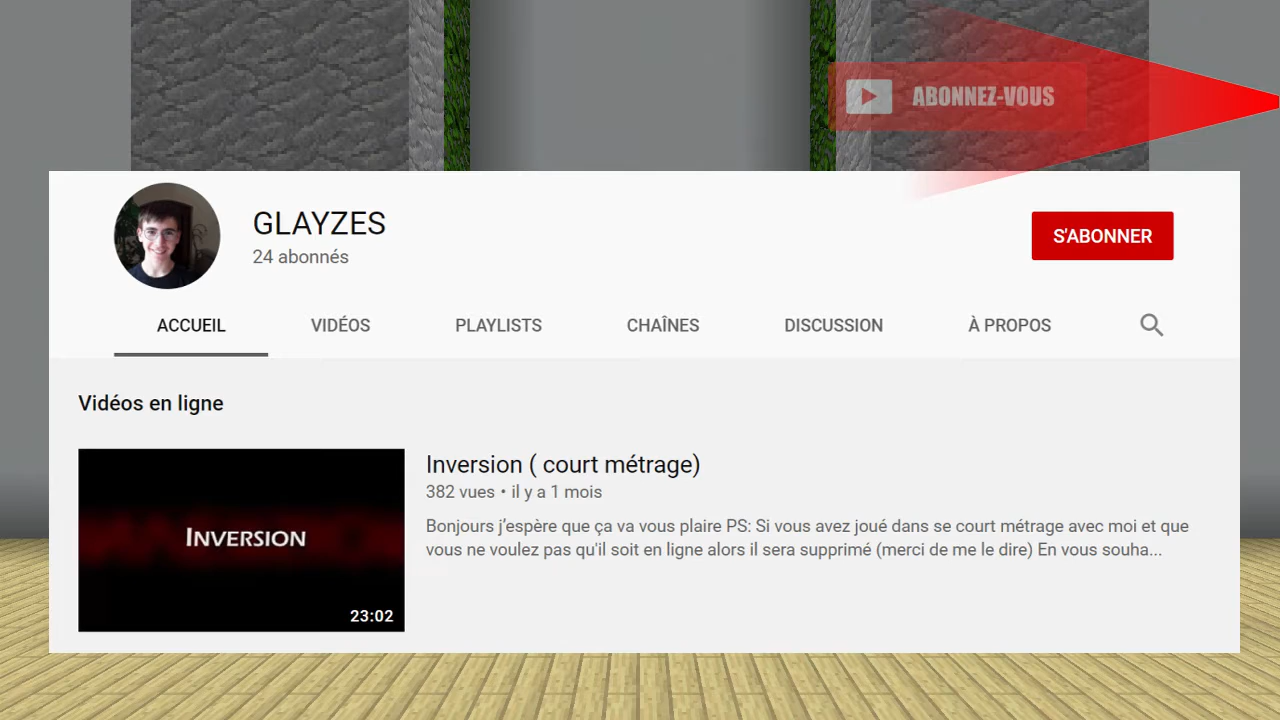 ABONNEZ-VOUS
GLAYZES
24 abonnés
S'ABONNER
ACCUEIL
VIDÉOS
PLAYLISTS
CHAÎNES
DISCUSSION
À PROPOS
Vidéos en ligne
INVERSION
23:02
Inversion ( court métrage)
382 vues • il y a 1 mois
Bonjours j’espère que ça va vous plaire PS: Si vous avez joué dans se court métrage avec moi et que
vous ne voulez pas qu'il soit en ligne alors il sera supprimé (merci de me le dire) En vous souha...